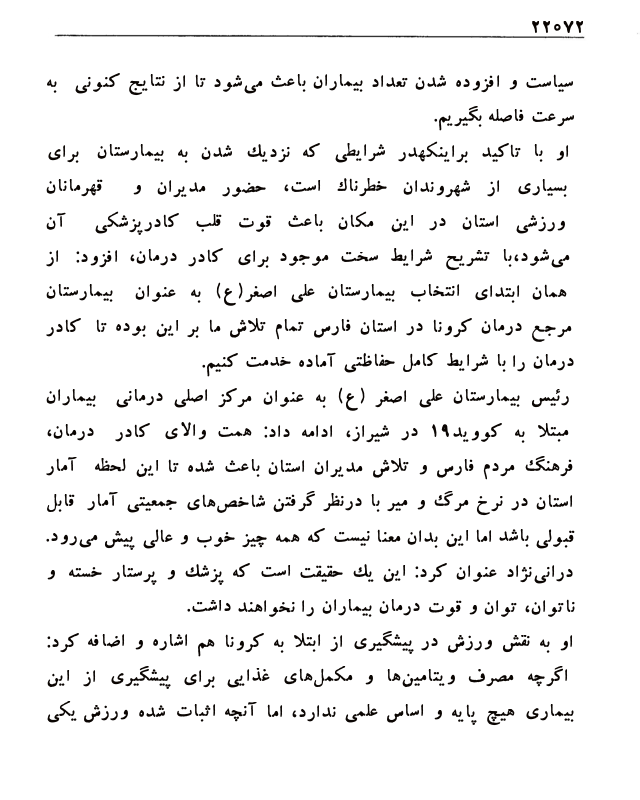 ۲۲۰۷۲
سیاست و افزوده شدن تعداد بیماران باعث می‌شود تا از نتایج کنونی به
سرعت فاصله بگیریم.
او با تاکید براینکهدر شرایطی که نزدیك شدن به بیمارستان برای
بسیاری از شهروندان خطرناك است، حضور مدیران و قهرمانان
ورزشی استان در این مکان باعث قوت قلب کادرپزشکی آن
می‌شود،با تشریح شرایط سخت موجود برای کادر درمان، افزود: از
همان ابتدای انتخاب بیمارستان علی اصغر(ع) به عنوان بیمارستان
مرجع درمان کرونا در استان فارس تمام تلاش ما بر این بوده تا کادر
درمان را با شرایط کامل حفاظتی آماده خدمت کنیم.
رئیس بیمارستان علی اصغر (ع) به عنوان مرکز اصلی درمانی بیماران
مبتلا به کووید۱۹ در شیراز، ادامه داد: همت والای کادر درمان،
فرهنگ مردم فارس و تلاش مدیران استان باعث شده تا این لحظه آمار
استان در نرخ مرگ و میر با درنظر گرفتن شاخص‌های جمعیتی آمار قابل
قبولی باشد اما این بدان معنا نیست که همه چیز خوب و عالی پیش می‌رود.
درانی‌نژاد عنوان کرد: این یك حقیقت است که پزشك و پرستار خسته و
ناتوان، توان و قوت درمان بیماران را نخواهند داشت.
او به نقش ورزش در پیشگیری از ابتلا به کرونا هم اشاره و اضافه کرد:
اگرچه مصرف ویتامین‌ها و مکمل‌های غذایی برای پیشگیری از این
بیماری هیچ پایه و اساس علمی ندارد، اما آنچه اثبات شده ورزش یکی